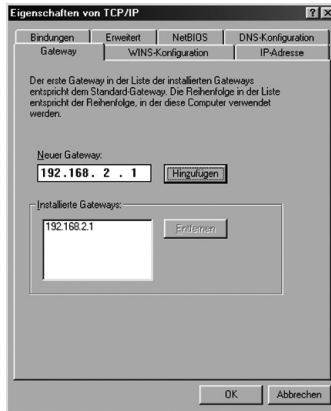 Eigenschaften von TCP/IP
Bindungen Erweitert NetBIOS DNS-Konfiguration
Gateway WINS-Konfiguration IP-Adresse
Der erste Gateway in der Liste der installierten Gateways
entspricht dem Standard-Gateway. Die Reihenfolge in der Liste
entspricht der Reihenfolge, in der diese Computer verwendet
werden.
Neuer Gateway:
192.168. 2 . 1 Hinzufügen
Installierte Gateways:
192.168.2.1 Entfernen
OK Abbrechen